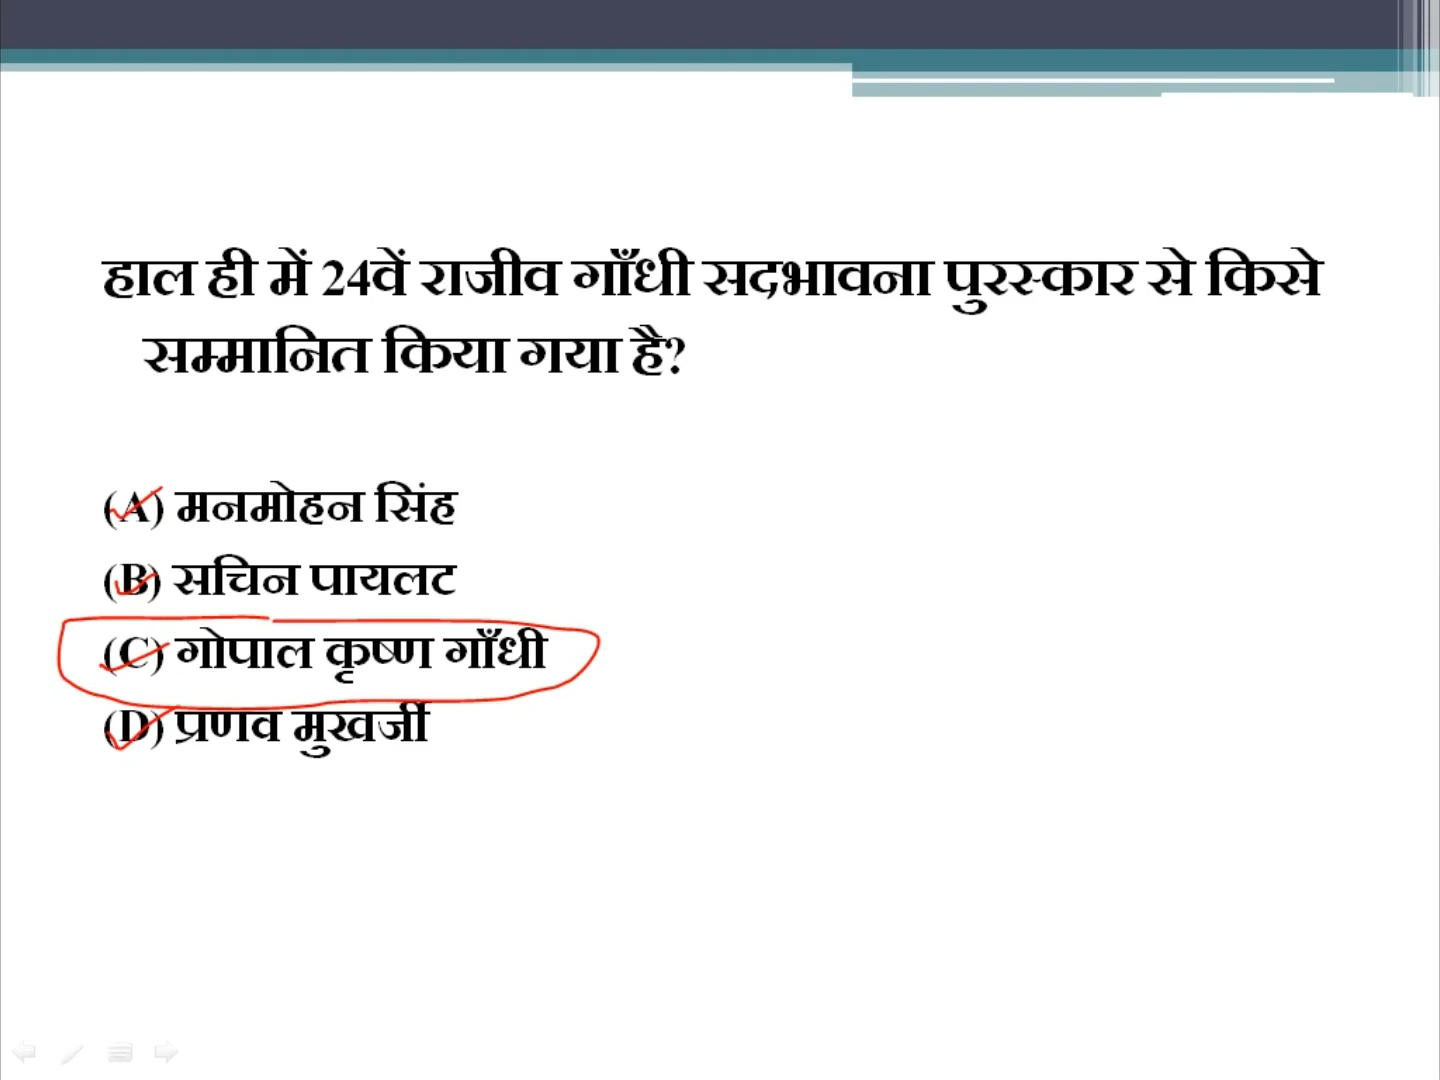 हाल ही में 24वें राजीव गाँधी सदभावना पुरस्कार से किसे
सम्मानित किया गया है?
(A) मनमोहन सिंह
(B) सचिन पायलट
(C) गोपाल कृष्ण गाँधी
(D) प्रणव मुखर्जी